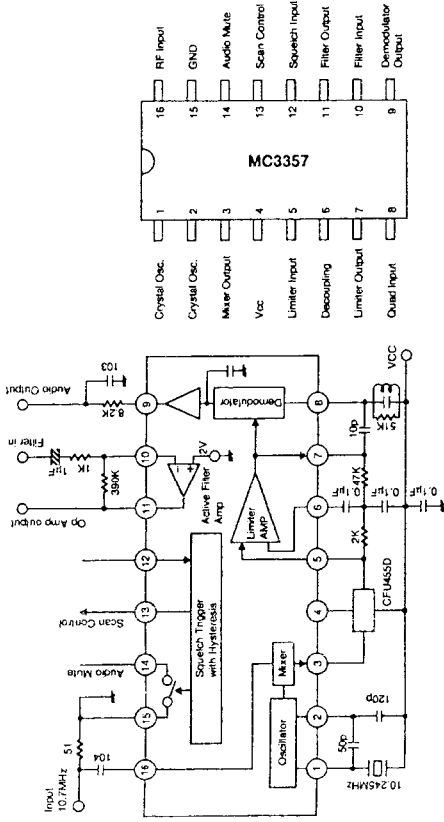 MC3357
1 Crystal Osc.
2 Crystal Osc.
3 Mixer Output
4 Vcc
5 Limiter Input
6 Decoupling
7 Limiter Output
8 Quad Input
16 RF Input
15 GND
14 Audio Mute
13 Scan Control
12 Squelch Input
11 Filter Output
10 Filter Input
9 Demodulator
Output
Input
10.7MHz
51
104
Audio Mute
Scan Control
Op Amp output
Filter in
Audio Output
1µF
1K
390K
8.2K
103
16
15
14
13
12
11
10
9
Squelch Trigger
with Hysteresis
Active Filter
Amp
2V
Demodulator
Limiter
AMP
Mixer
Oscillator
1
2
3
4
5
6
7
8
50p
120p
10.245MHz
CFU455D
2K
47K
0.1µF
0.1µF
0.1µF
10p
51K
VCC